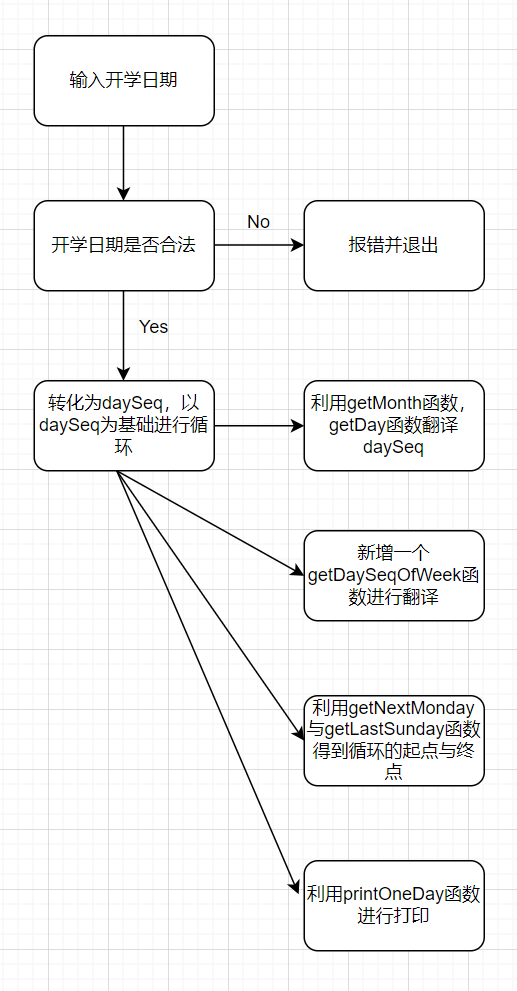 输入开学日期
开学日期是否合法
No
报错并退出
Yes
转化为daySeq，以
daySeq为基础进行循
环
利用getMonth函数，
getDay函数翻译
daySeq
新增一个
getDaySeqOfWeek函
数进行翻译
利用getNextMonday
与getLastSunday函数
得到循环的起点与终
点
利用printOneDay函数
进行打印